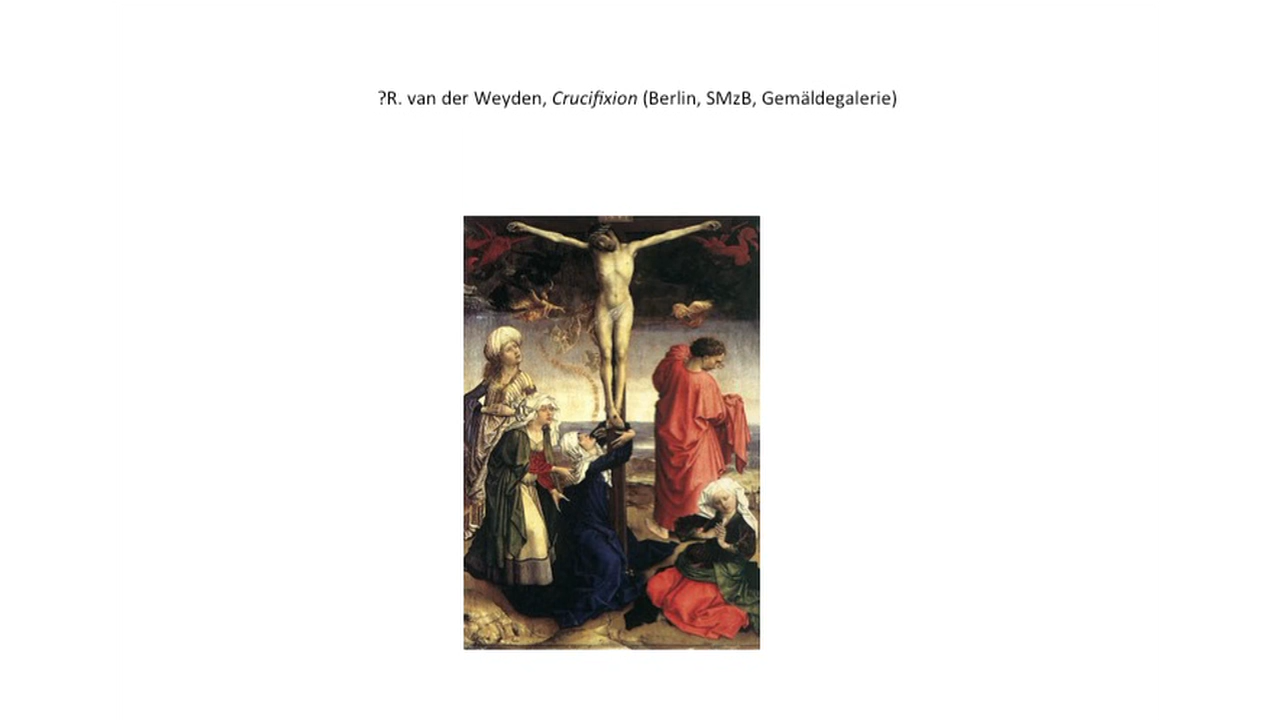 ?R. van der Weyden, Crucifixion (Berlin, SMzB, Gemäldegalerie)